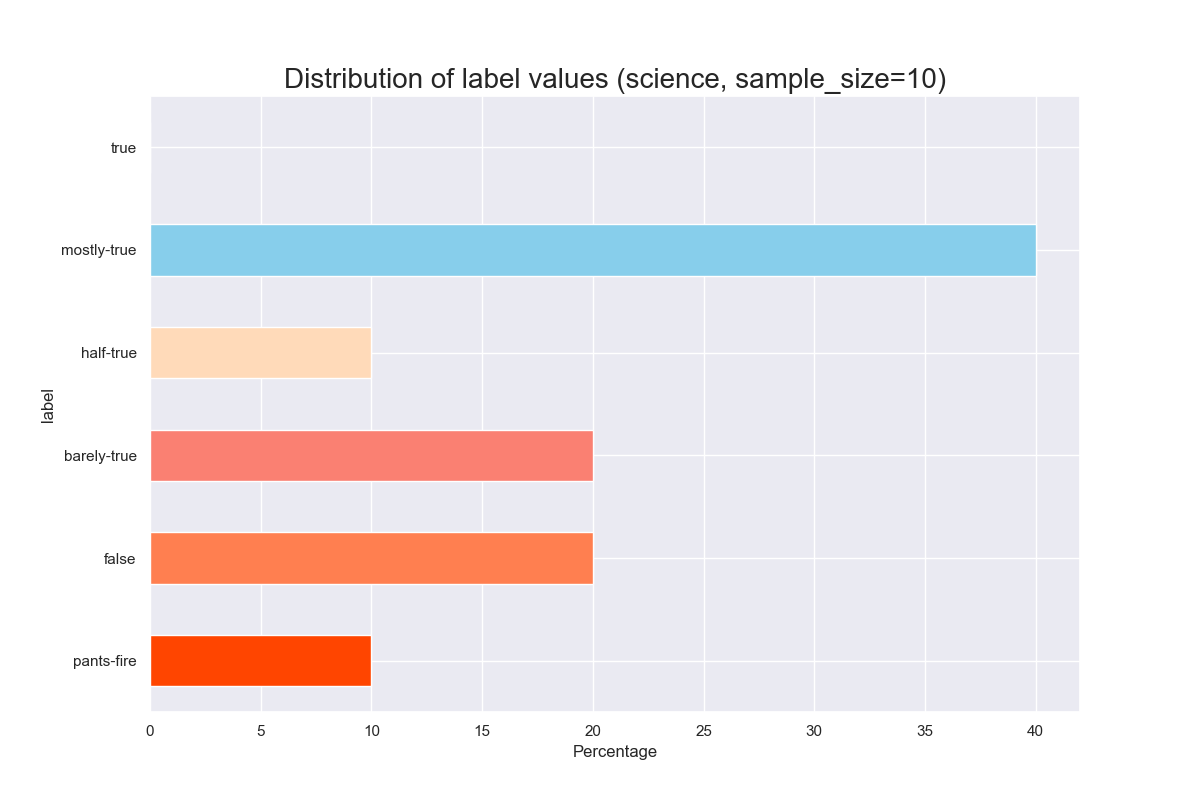 Distribution of label values (science, sample_size=10)
true
mostly-true
half-true
barely-true
false
pants-fire
label
0 5 10 15 20 25 30 35 40
Percentage